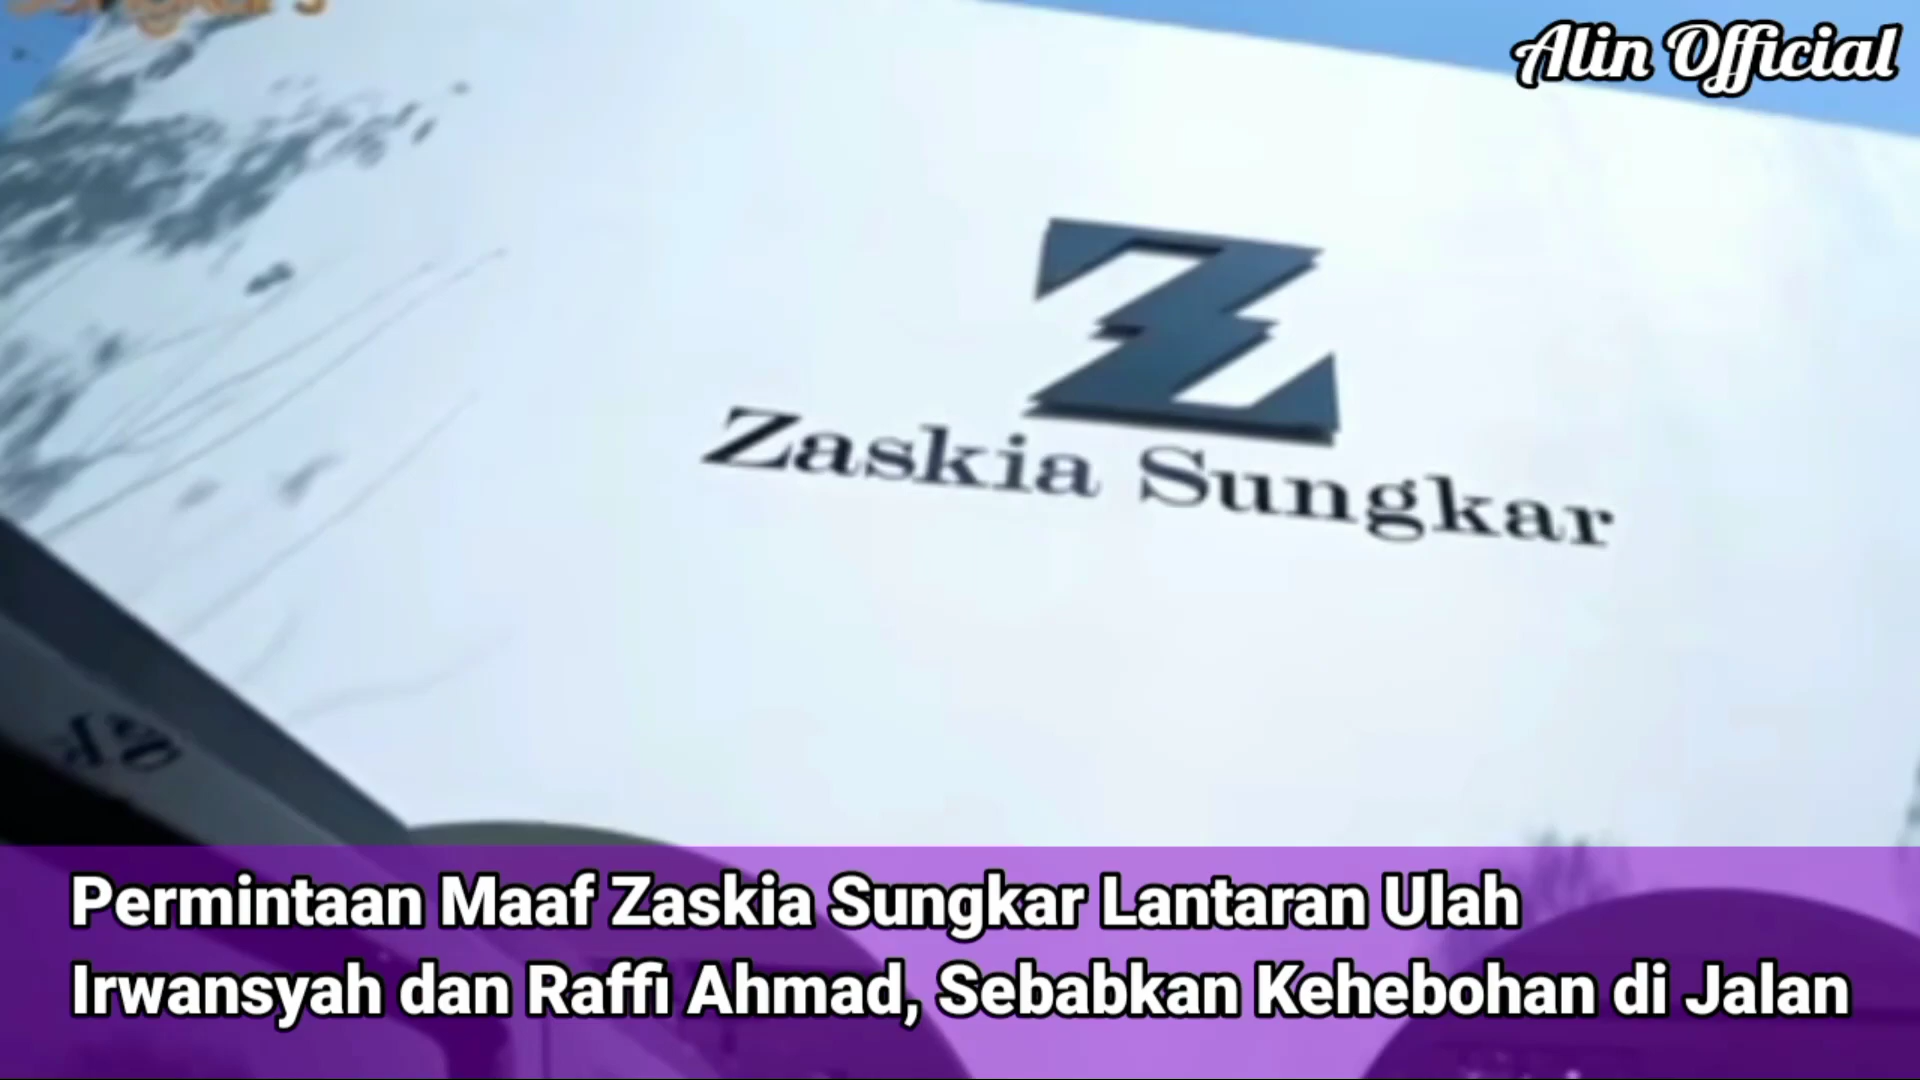 Alin Official
Z
Zaskia Sungkar
Permintaan Maaf Zaskia Sungkar Lantaran Ulah
Irwansyah dan Raffi Ahmad, Sebabkan Kehebohan di Jalan